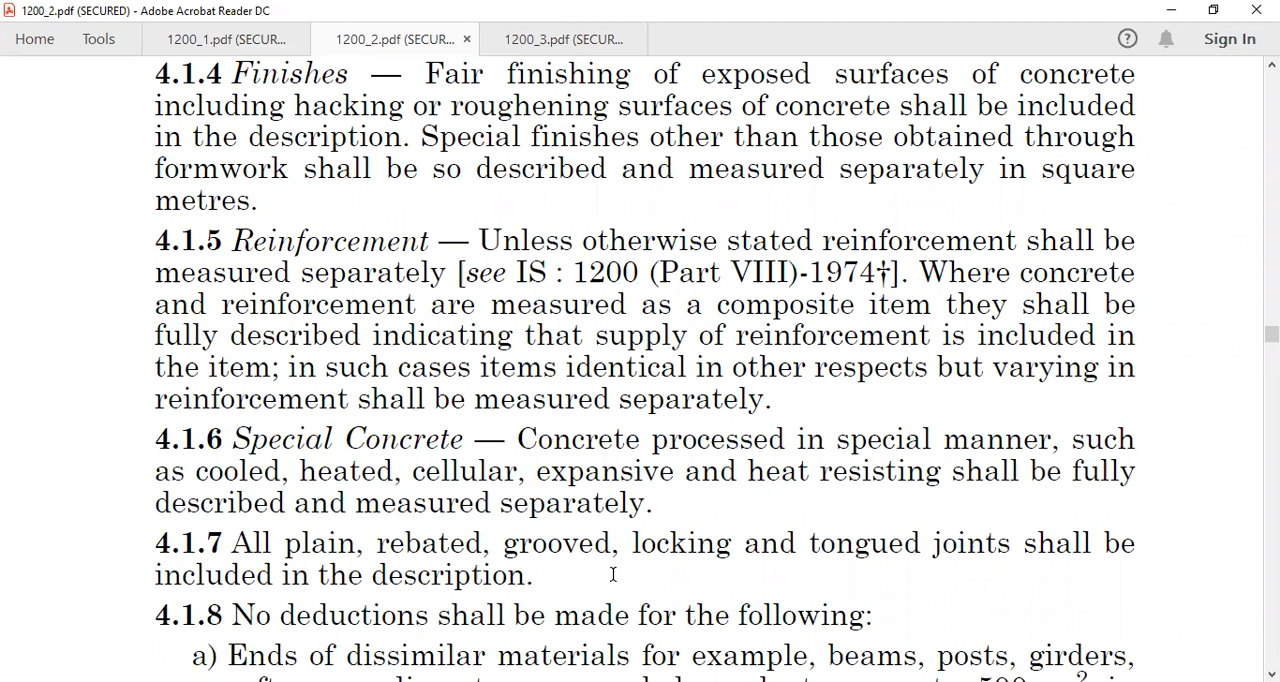 1200_2.pdf (SECURED) - Adobe Acrobat Reader DC
Home Tools 1200_1.pdf (SECUR... 1200_2.pdf (SECUR... × 1200_3.pdf (SECUR... ? Sign In
4.1.4 Finishes — Fair finishing of exposed surfaces of concrete
including hacking or roughening surfaces of concrete shall be included
in the description. Special finishes other than those obtained through
formwork shall be so described and measured separately in square
metres.
4.1.5 Reinforcement — Unless otherwise stated reinforcement shall be
measured separately [see IS : 1200 (Part VIII)-1974†]. Where concrete
and reinforcement are measured as a composite item they shall be
fully described indicating that supply of reinforcement is included in
the item; in such cases items identical in other respects but varying in
reinforcement shall be measured separately.
4.1.6 Special Concrete — Concrete processed in special manner, such
as cooled, heated, cellular, expansive and heat resisting shall be fully
described and measured separately.
4.1.7 All plain, rebated, grooved, locking and tongued joints shall be
included in the description.
4.1.8 No deductions shall be made for the following:
a) Ends of dissimilar materials for example, beams, posts, girders,